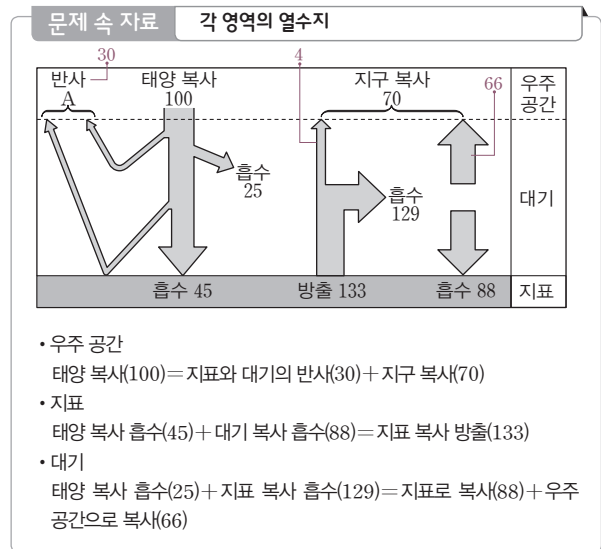 문제 속 자료 각 영역의 열수지
30 4
반사 태양 복사 지구 복사 66 우주
A 100 70 공간
흡수
25
흡수
129
대기
흡수 45 방출 133 흡수 88 지표
• 우주 공간
태양 복사(100)=지표와 대기의 반사(30)+지구 복사(70)
• 지표
태양 복사 흡수(45)+대기 복사 흡수(88)=지표 복사 방출(133)
• 대기
태양 복사 흡수(25)+지표 복사 흡수(129)=지표로 복사(88)+우주
공간으로 복사(66)